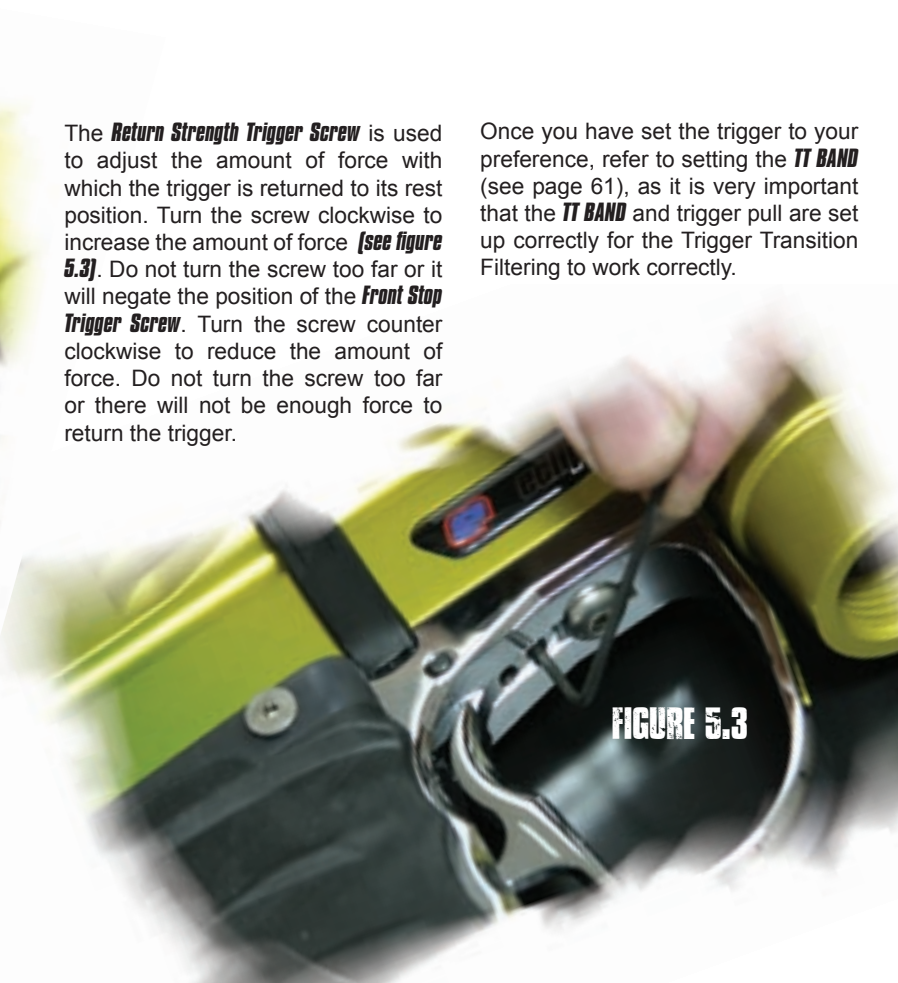 The Return Strength Trigger Screw is used
to adjust the amount of force with
which the trigger is returned to its rest
position. Turn the screw clockwise to
increase the amount of force (see figure
5.3). Do not turn the screw too far or it
will negate the position of the Front Stop
Trigger Screw. Turn the screw counter
clockwise to reduce the amount of
force. Do not turn the screw too far
or there will not be enough force to
return the trigger.
Once you have set the trigger to your
preference, refer to setting the TT BAND
(see page 61), as it is very important
that the TT BAND and trigger pull are set
up correctly for the Trigger Transition
Filtering to work correctly.
FIGURE 5.3